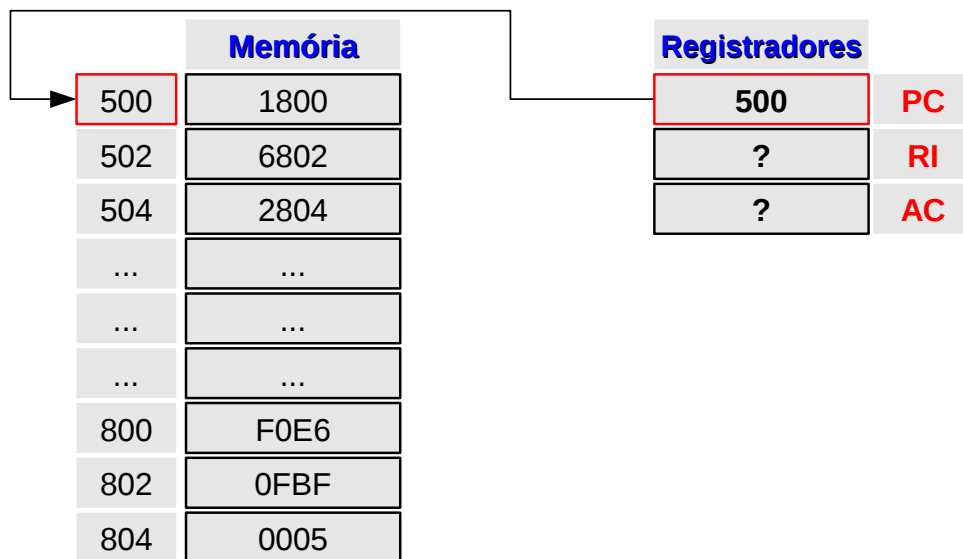 Memória Registradores
500 1800 500 PC
502 6802 ? RI
504 2804 ? AC
... ...
... ...
... ...
800 F0E6
802 0FBF
804 0005